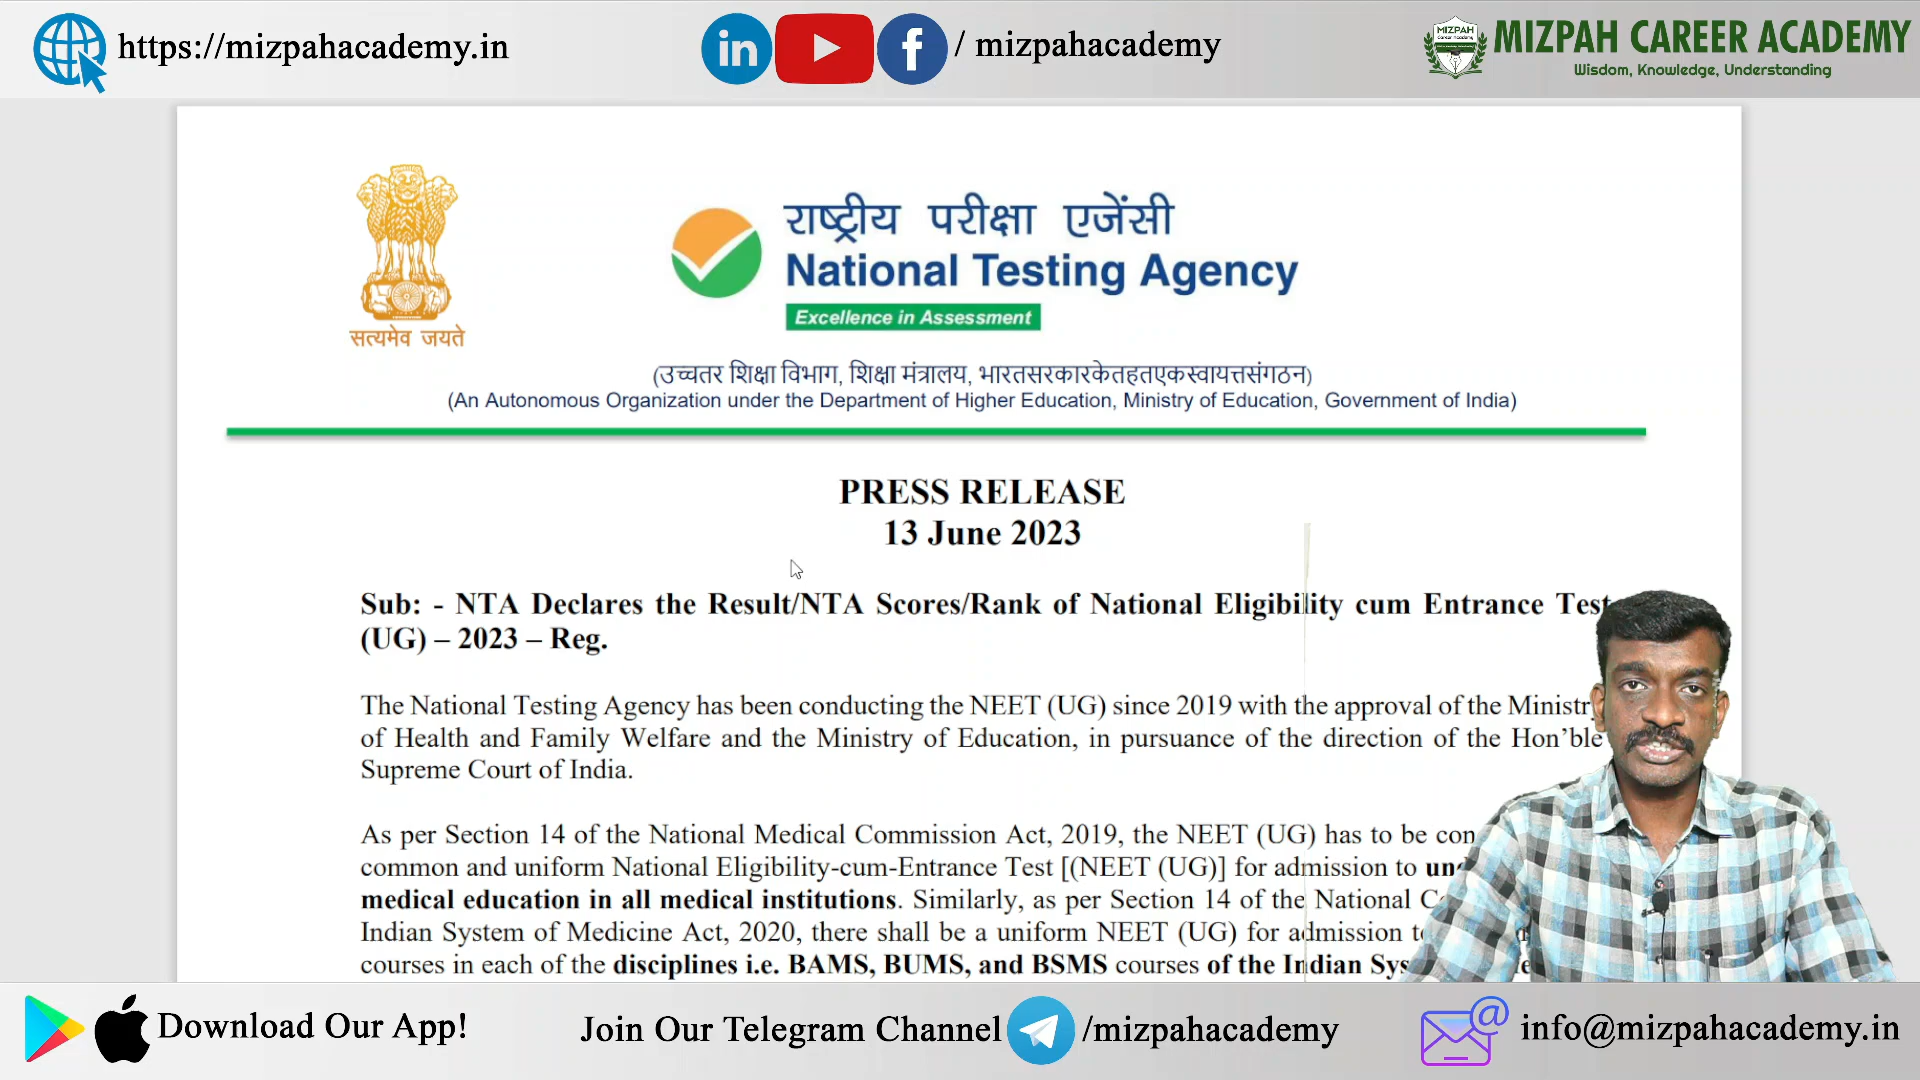 https://mizpahacademy.in
in f / mizpahacademy
MIZPAH
MIZPAH CAREER ACADEMY
Wisdom, Knowledge, Understanding
राष्ट्रीय परीक्षा एजेंसी
National Testing Agency
Excellence in Assessment
सत्यमेव जयते
(उच्चतर शिक्षा विभाग, शिक्षा मंत्रालय, भारतसरकारकेतहतएकस्वायत्तसंगठन)
(An Autonomous Organization under the Department of Higher Education, Ministry of Education, Government of India)
PRESS RELEASE
13 June 2023
Sub: - NTA Declares the Result/NTA Scores/Rank of National Eligibility cum Entrance Test
(UG) – 2023 – Reg.
The National Testing Agency has been conducting the NEET (UG) since 2019 with the approval of the Ministry
of Health and Family Welfare and the Ministry of Education, in pursuance of the direction of the Hon’ble
Supreme Court of India.
As per Section 14 of the National Medical Commission Act, 2019, the NEET (UG) has to be con
common and uniform National Eligibility-cum-Entrance Test [(NEET (UG)] for admission to un
medical education in all medical institutions. Similarly, as per Section 14 of the National
Indian System of Medicine Act, 2020, there shall be a uniform NEET (UG) for admission
courses in each of the disciplines i.e. BAMS, BUMS, and BSMS courses of the Indian
Download Our App!
Join Our Telegram Channel /mizpahacademy
@ info@mizpahacademy.in